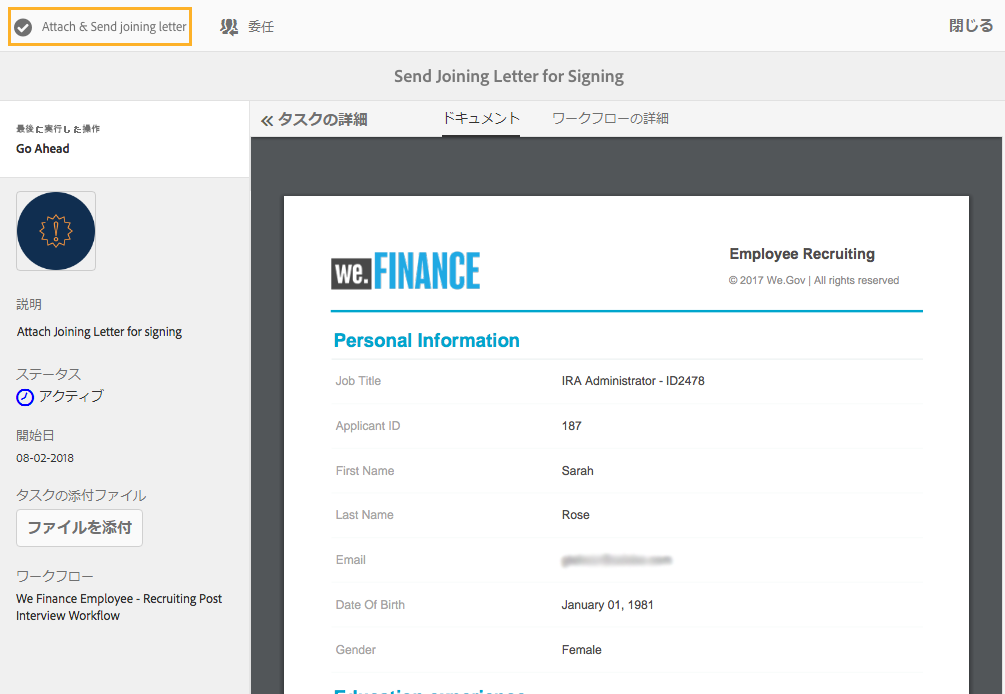 Attach & Send joining letter
委任
閉じる
Send Joining Letter for Signing
最後に実行した操作
Go Ahead
説明
Attach Joining Letter for signing
ステータス
アクティブ
開始日
08-02-2018
タスクの添付ファイル
ファイルを添付
ワークフロー
We Finance Employee - Recruiting Post
Interview Workflow
タスクの詳細
ドキュメント
ワークフローの詳細
we.FINANCE
Employee Recruiting
© 2017 We.Gov | All rights reserved
Personal Information
Job Title IRA Administrator - ID2478
Applicant ID 187
First Name Sarah
Last Name Rose
Email
Date Of Birth January 01, 1981
Gender Female
Education experience